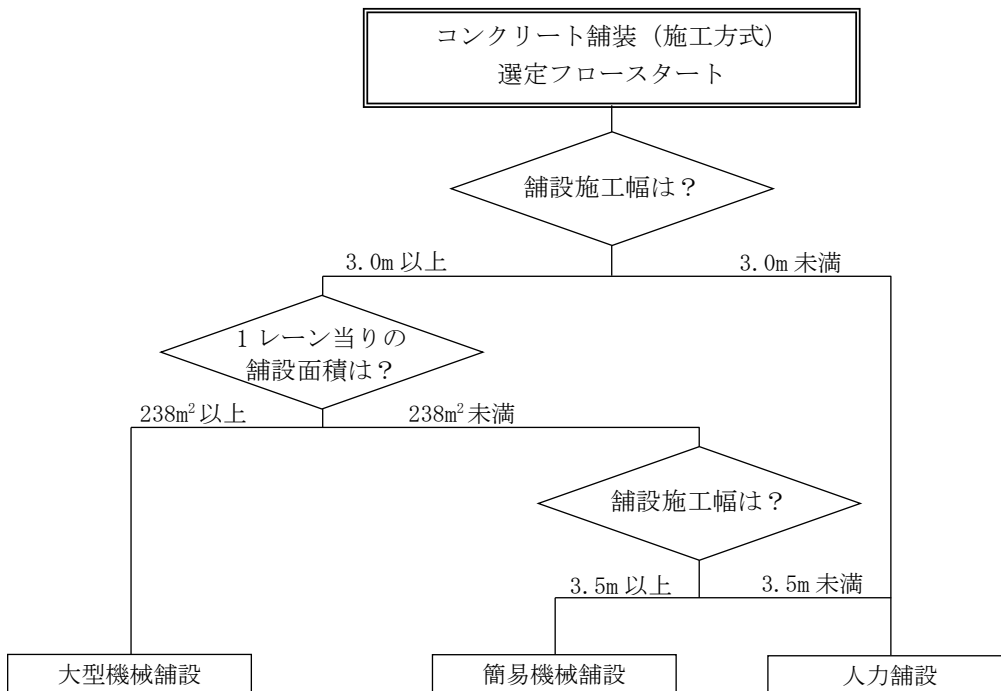 コンクリート舗装（施工方式）
選定フロースタート
舗設施工幅は？
3.0m 以上
3.0m 未満
1 レーン当りの
舗設面積は？
238m² 以上
238m² 未満
舗設施工幅は？
3.5m 以上
3.5m 未満
大型機械舗設
簡易機械舗設
人力舗設